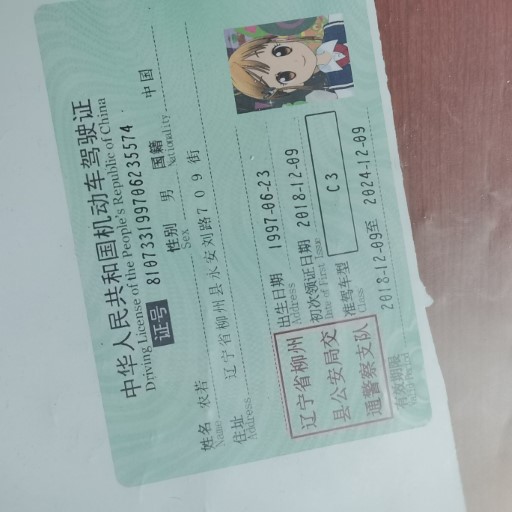 中华人民共和国机动车驾驶证
Driving License of the People's Republic of China
证号 810733199706235574
姓名 农若
Name
性别 男 国籍 中国
Sex Nationality
住址 辽宁省柳州县永安刘路709街
Address
出生日期 1997-06-23
Address
初次领证日期 2018-12-09
Date of First Issue
准驾车型 C3
Class
辽宁省柳州
县公安局交
通警察支队
有效期限 2018-12-09至 2024-12-09